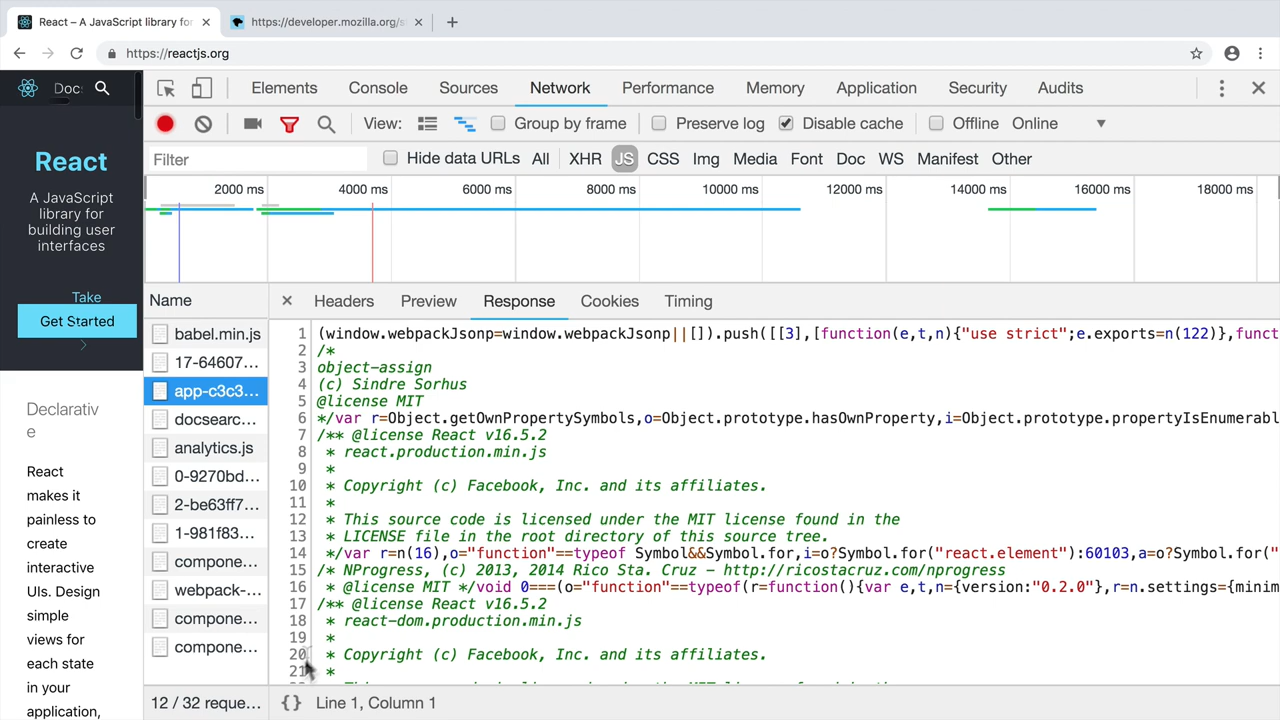 React – A JavaScript library for
https://developer.mozilla.org/s
https://reactjs.org
Doc
Elements Console Sources Network Performance Memory Application Security Audits
View: Group by frame Preserve log Disable cache Offline Online
Filter Hide data URLs All XHR JS CSS Img Media Font Doc WS Manifest Other
2000 ms 4000 ms 6000 ms 8000 ms 10000 ms 12000 ms 14000 ms 16000 ms 18000 ms
React
A JavaScript
library for
building user
interfaces
Take
Get Started
Declarativ
e
React
makes it
painless to
create
interactive
UIs. Design
simple
views for
each state
in your
application,
Name
babel.min.js
17-64607...
app-c3c3...
docsearc...
analytics.js
0-9270bd...
2-be63ff7...
1-981f83...
compone...
webpack-...
compone...
compone...
12 / 32 reque...
Headers Preview Response Cookies Timing
1 (window.webpackJsonp=window.webpackJsonp||[]).push([[3],[function(e,t,n){"use strict";e.exports=n(122)},funct
2 /*
3 object-assign
4 (c) Sindre Sorhus
5 @license MIT
6 */var r=Object.getOwnPropertySymbols,o=Object.prototype.hasOwnProperty,i=Object.prototype.propertyIsEnumerabl
7 /** @license React v16.5.2
8 * react.production.min.js
9 *
10 * Copyright (c) Facebook, Inc. and its affiliates.
11 *
12 * This source code is licensed under the MIT license found in the
13 * LICENSE file in the root directory of this source tree.
14 */var r=n(16),o="function"==typeof Symbol&&Symbol.for,i=o?Symbol.for("react.element"):60103,a=o?Symbol.for("
15 /* NProgress, (c) 2013, 2014 Rico Sta. Cruz - http://ricostacruz.com/nprogress
16 * @license MIT */void 0===(o="function"==typeof(r=function(){var e,t,n={version:"0.2.0"},r=n.settings={minim
17 /** @license React v16.5.2
18 * react-dom.production.min.js
19 *
20 * Copyright (c) Facebook, Inc. and its affiliates.
21 *
{} Line 1, Column 1